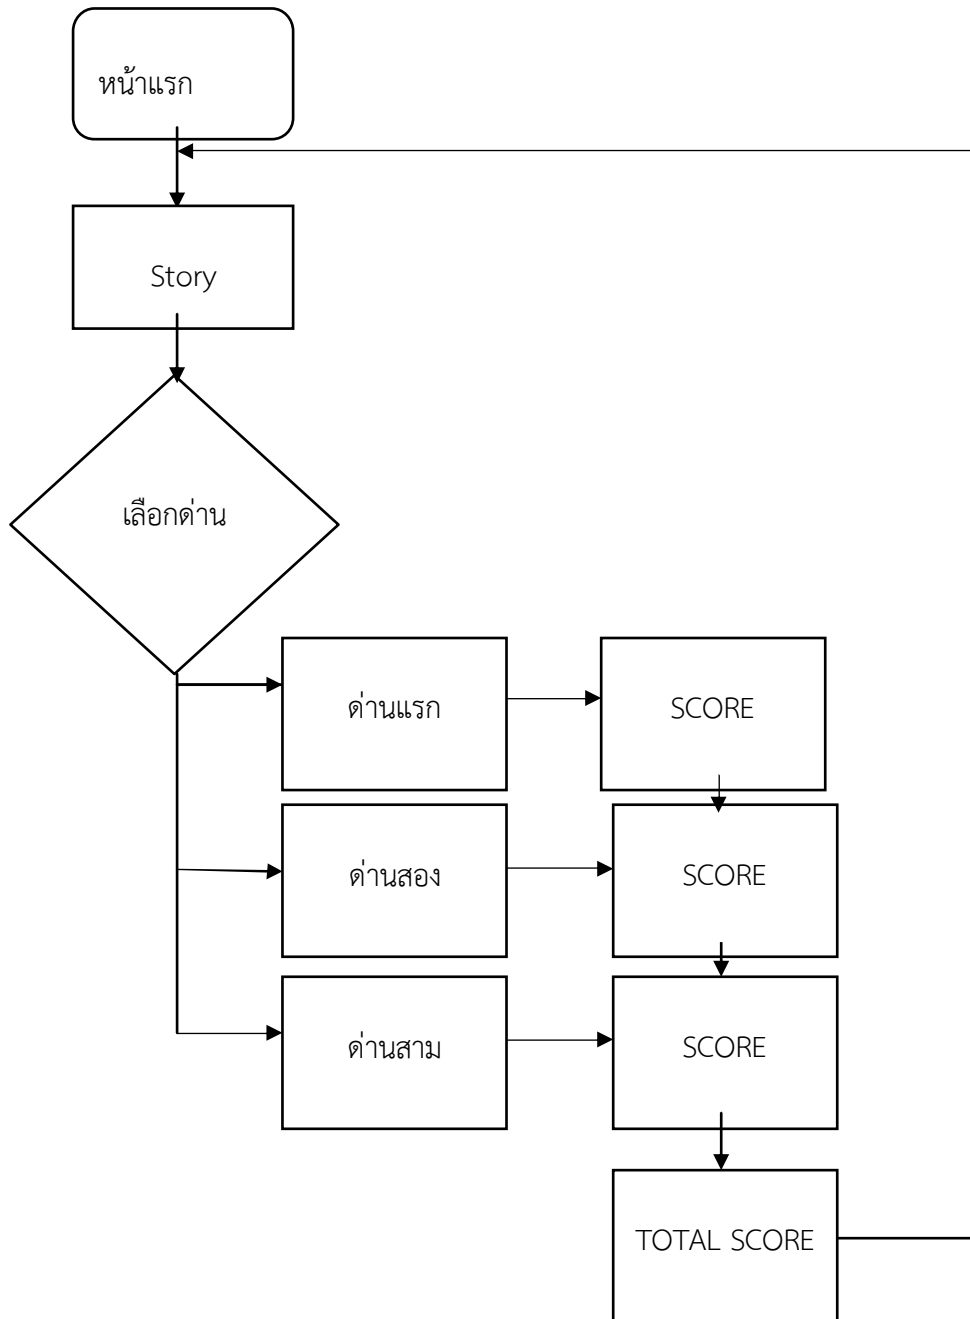 หน้าแรก
Story
เลือกด่าน
ด่านแรก
SCORE
ด่านสอง
SCORE
ด่านสาม
SCORE
TOTAL SCORE